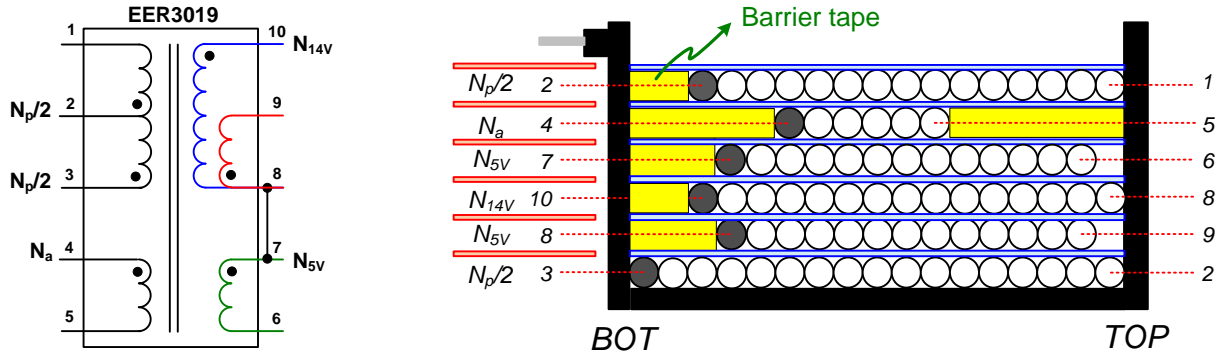 EER3019
1
10
N14V
Np/2
2
9
Np/2
3
8
Na
4
7
N5V
5
6
Barrier tape
Np/2 2 1
Na 4 5
N5V 7 6
N14V 10 8
N5V 8 9
Np/2 3 2
BOT TOP